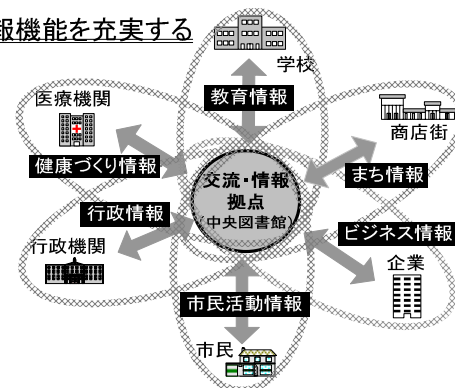 報機能を充実する
学校
教育情報
医療機関
商店街
健康づくり情報
まち情報
交流・情報
拠点
(中央図書館)
行政情報
ビジネス情報
行政機関
企業
市民活動情報
市民